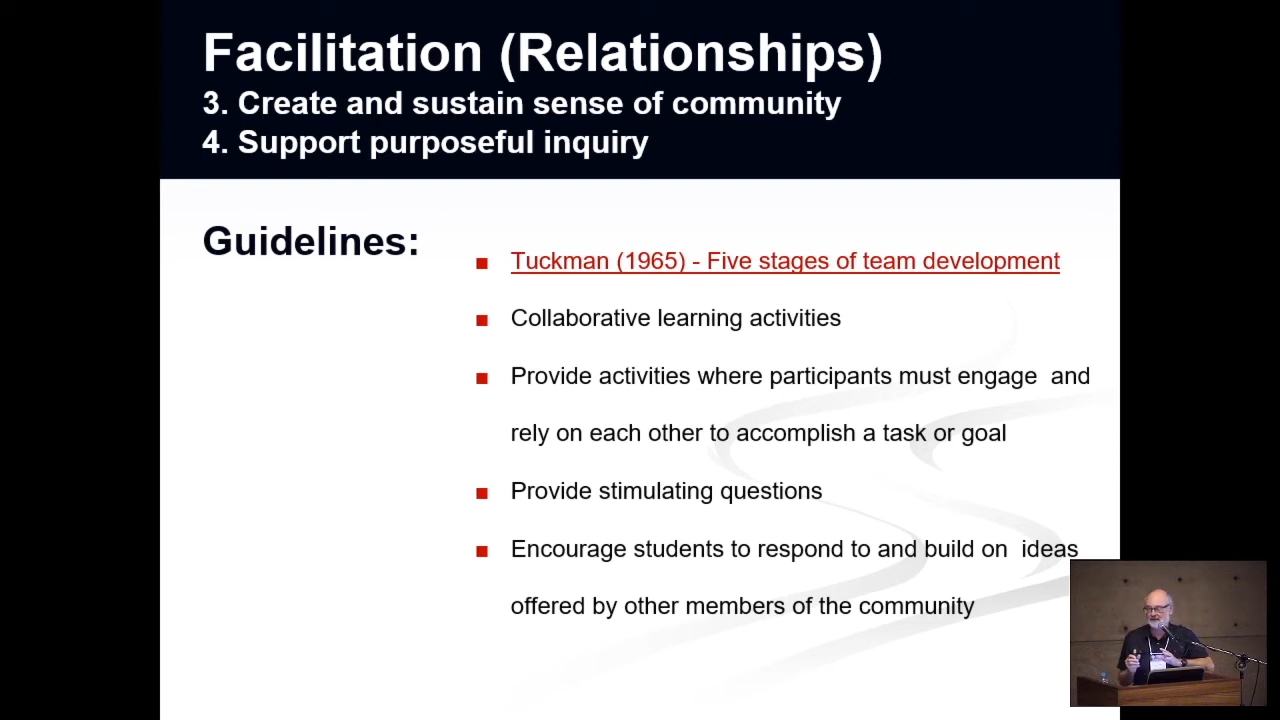 Facilitation (Relationships)
3. Create and sustain sense of community
4. Support purposeful inquiry
Guidelines:
Tuckman (1965) - Five stages of team development
Collaborative learning activities
Provide activities where participants must engage  and
rely on each other to accomplish a task or goal
Provide stimulating questions
Encourage students to respond to and build on  ideas
offered by other members of the community